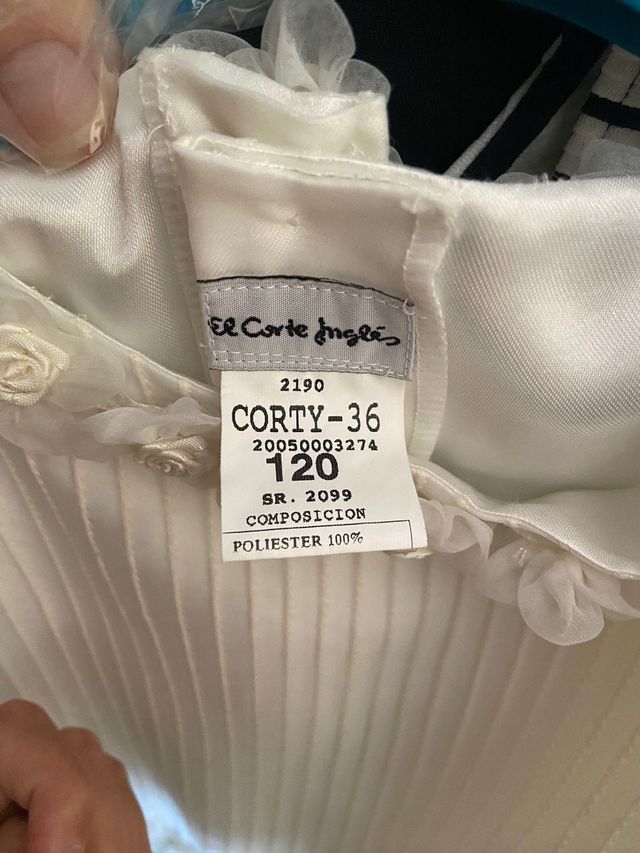 El Corte Inglés
2190
CORTY-36
20050003274
120
SR. 2099
COMPOSICION
POLIESTER 100%